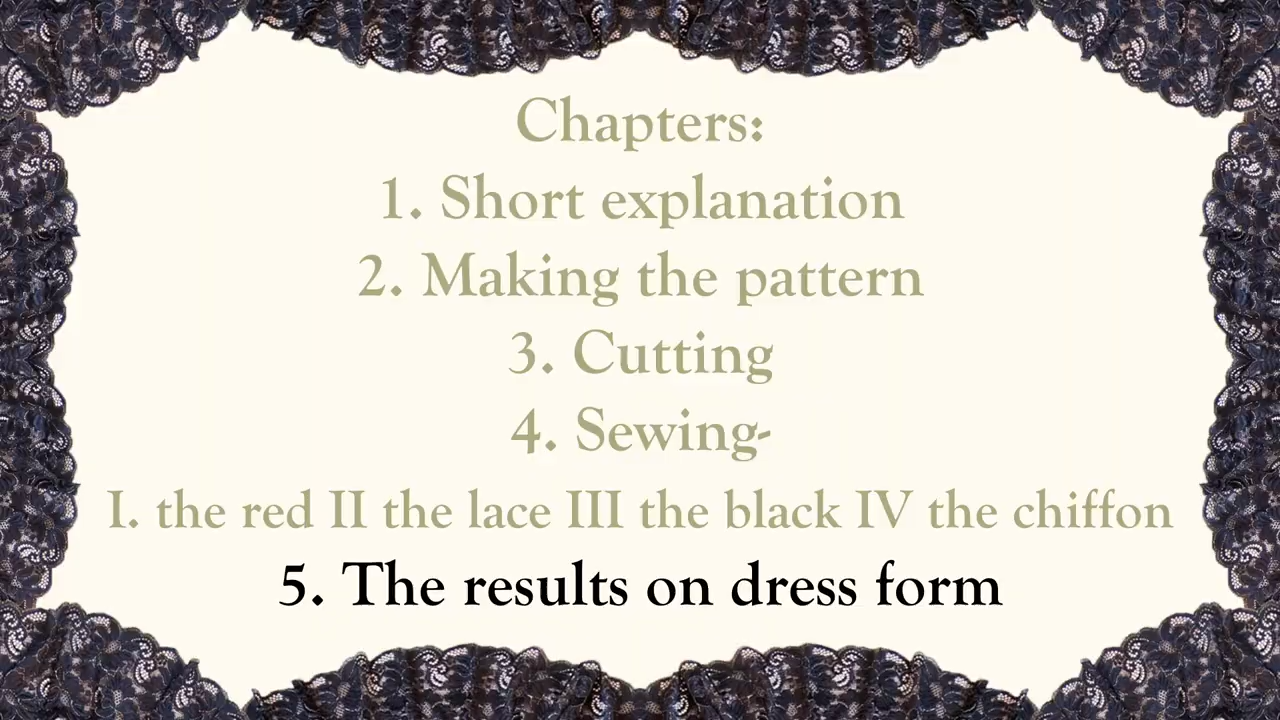 Chapters:
1. Short explanation
2. Making the pattern
3. Cutting
4. Sewing-
I. the red II the lace III the black IV the chiffon
5. The results on dress form